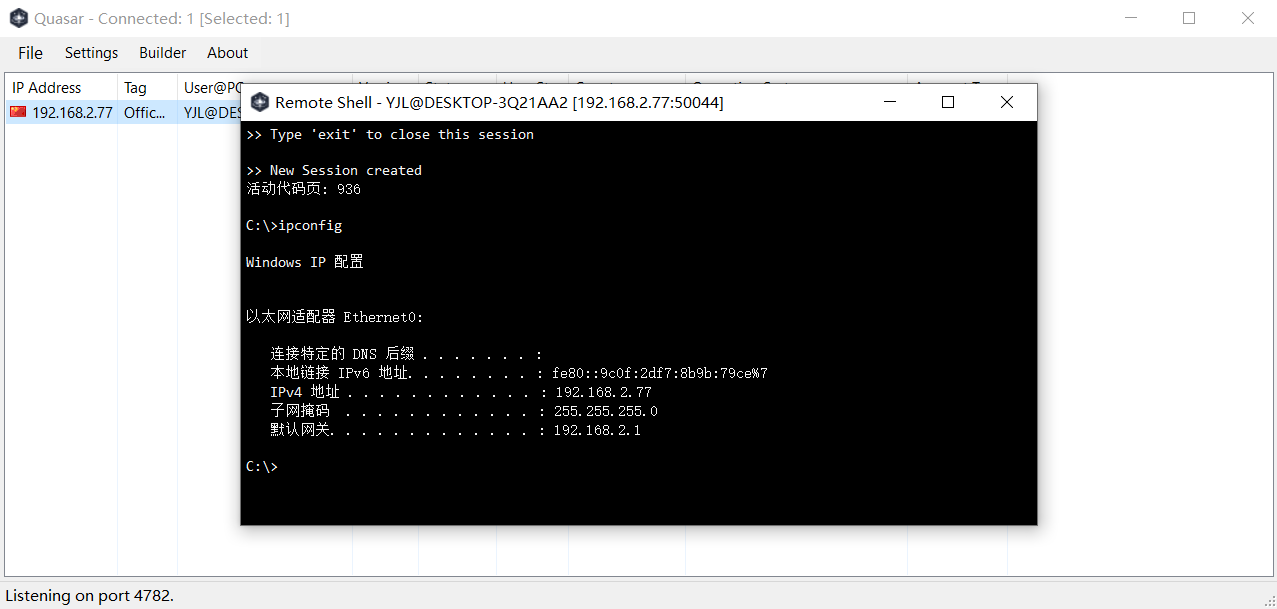 Quasar - Connected: 1 [Selected: 1]
File Settings Builder About
IP Address Tag User@PC
192.168.2.77 Offic... YJL@DES
Remote Shell - YJL@DESKTOP-3Q21AA2 [192.168.2.77:50044]
>> Type 'exit' to close this session
>> New Session created
活动代码页: 936
C:\>ipconfig
Windows IP 配置
以太网适配器 Ethernet0:
连接特定的 DNS 后缀 . . . . . . . :
本地链接 IPv6 地址. . . . . . . . : fe80::9c0f:2df7:8b9b:79ce%7
IPv4 地址 . . . . . . . . . . . . : 192.168.2.77
子网掩码  . . . . . . . . . . . . : 255.255.255.0
默认网关. . . . . . . . . . . . . : 192.168.2.1
C:\>
Listening on port 4782.